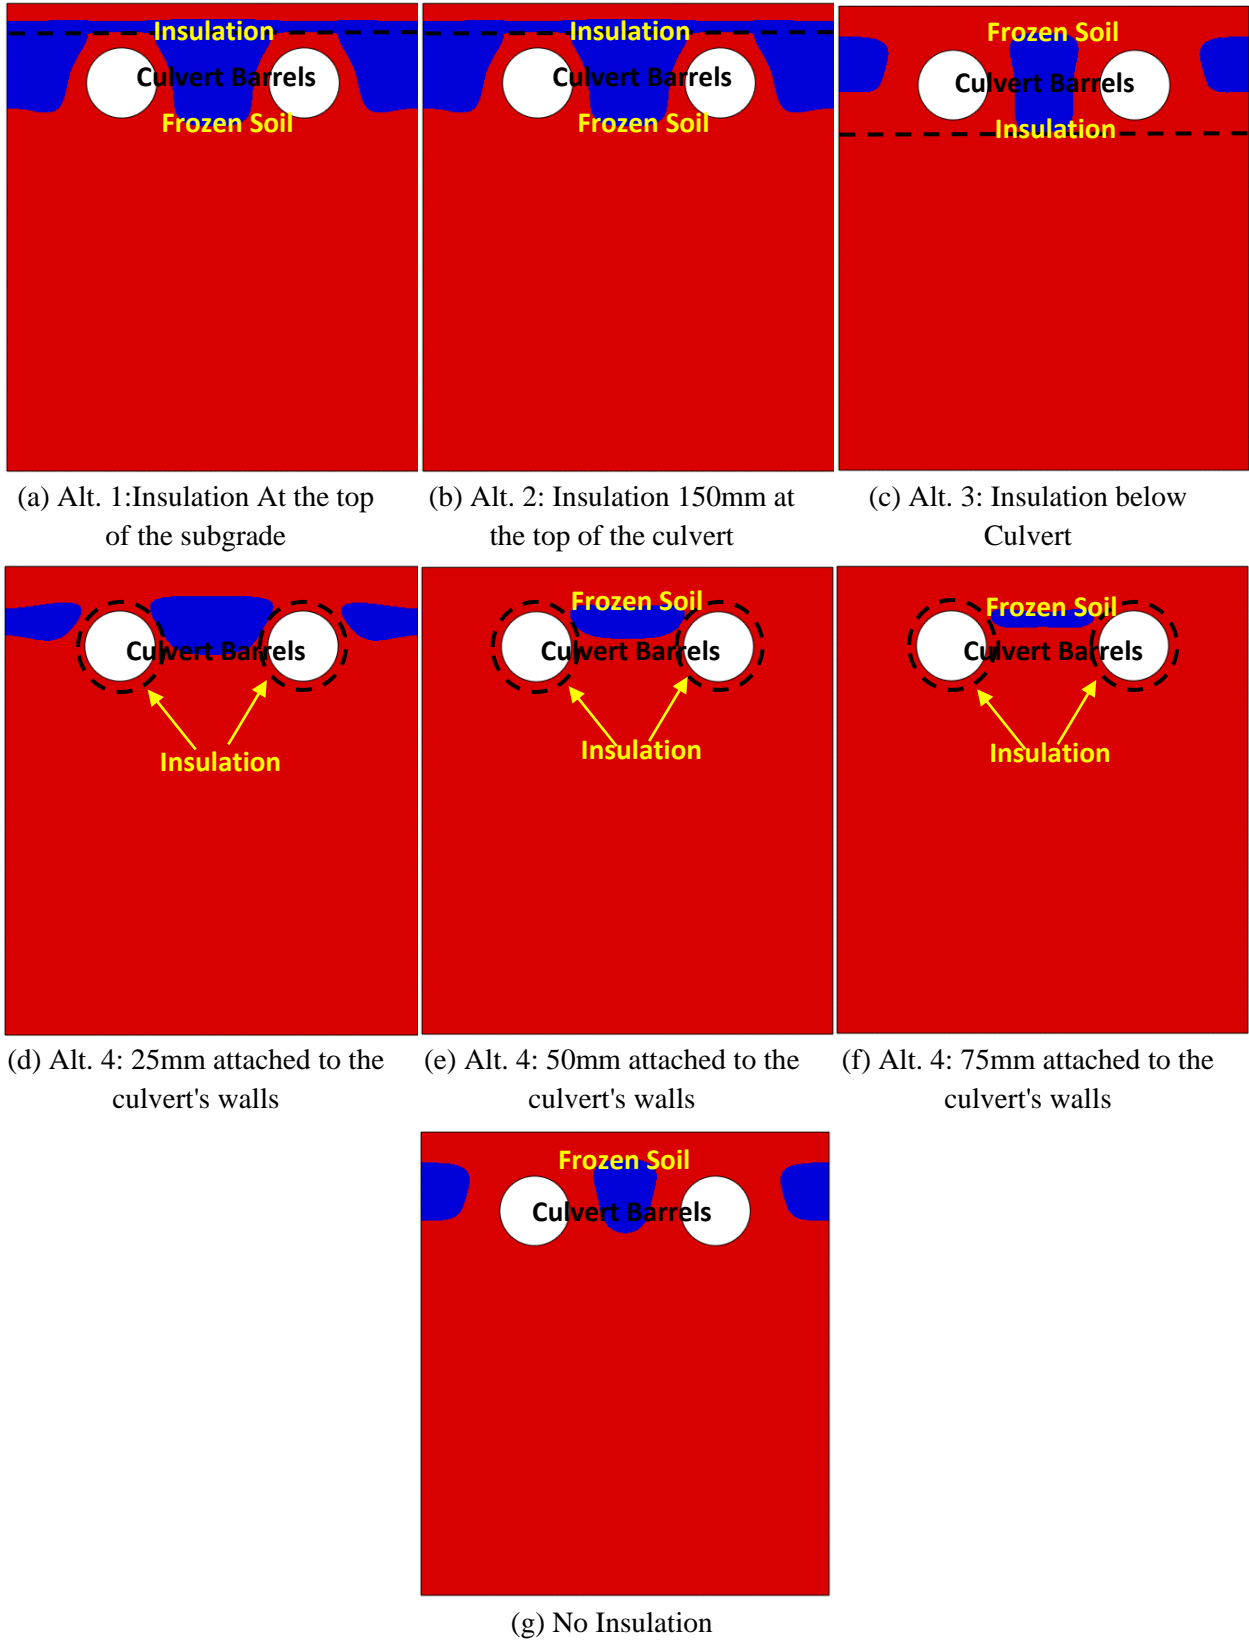 Insulation
Culvert Barrels
Frozen Soil
(a) Alt. 1:Insulation At the top
of the subgrade
Insulation
Culvert Barrels
Frozen Soil
(b) Alt. 2: Insulation 150mm at
the top of the culvert
Frozen Soil
Culvert Barrels
Insulation
(c) Alt. 3: Insulation below
Culvert
Culvert Barrels
Insulation
(d) Alt. 4: 25mm attached to the
culvert's walls
Frozen Soil
Culvert Barrels
Insulation
(e) Alt. 4: 50mm attached to the
culvert's walls
Frozen Soil
Culvert Barrels
Insulation
(f) Alt. 4: 75mm attached to the
culvert's walls
Frozen Soil
Culvert Barrels
(g) No Insulation